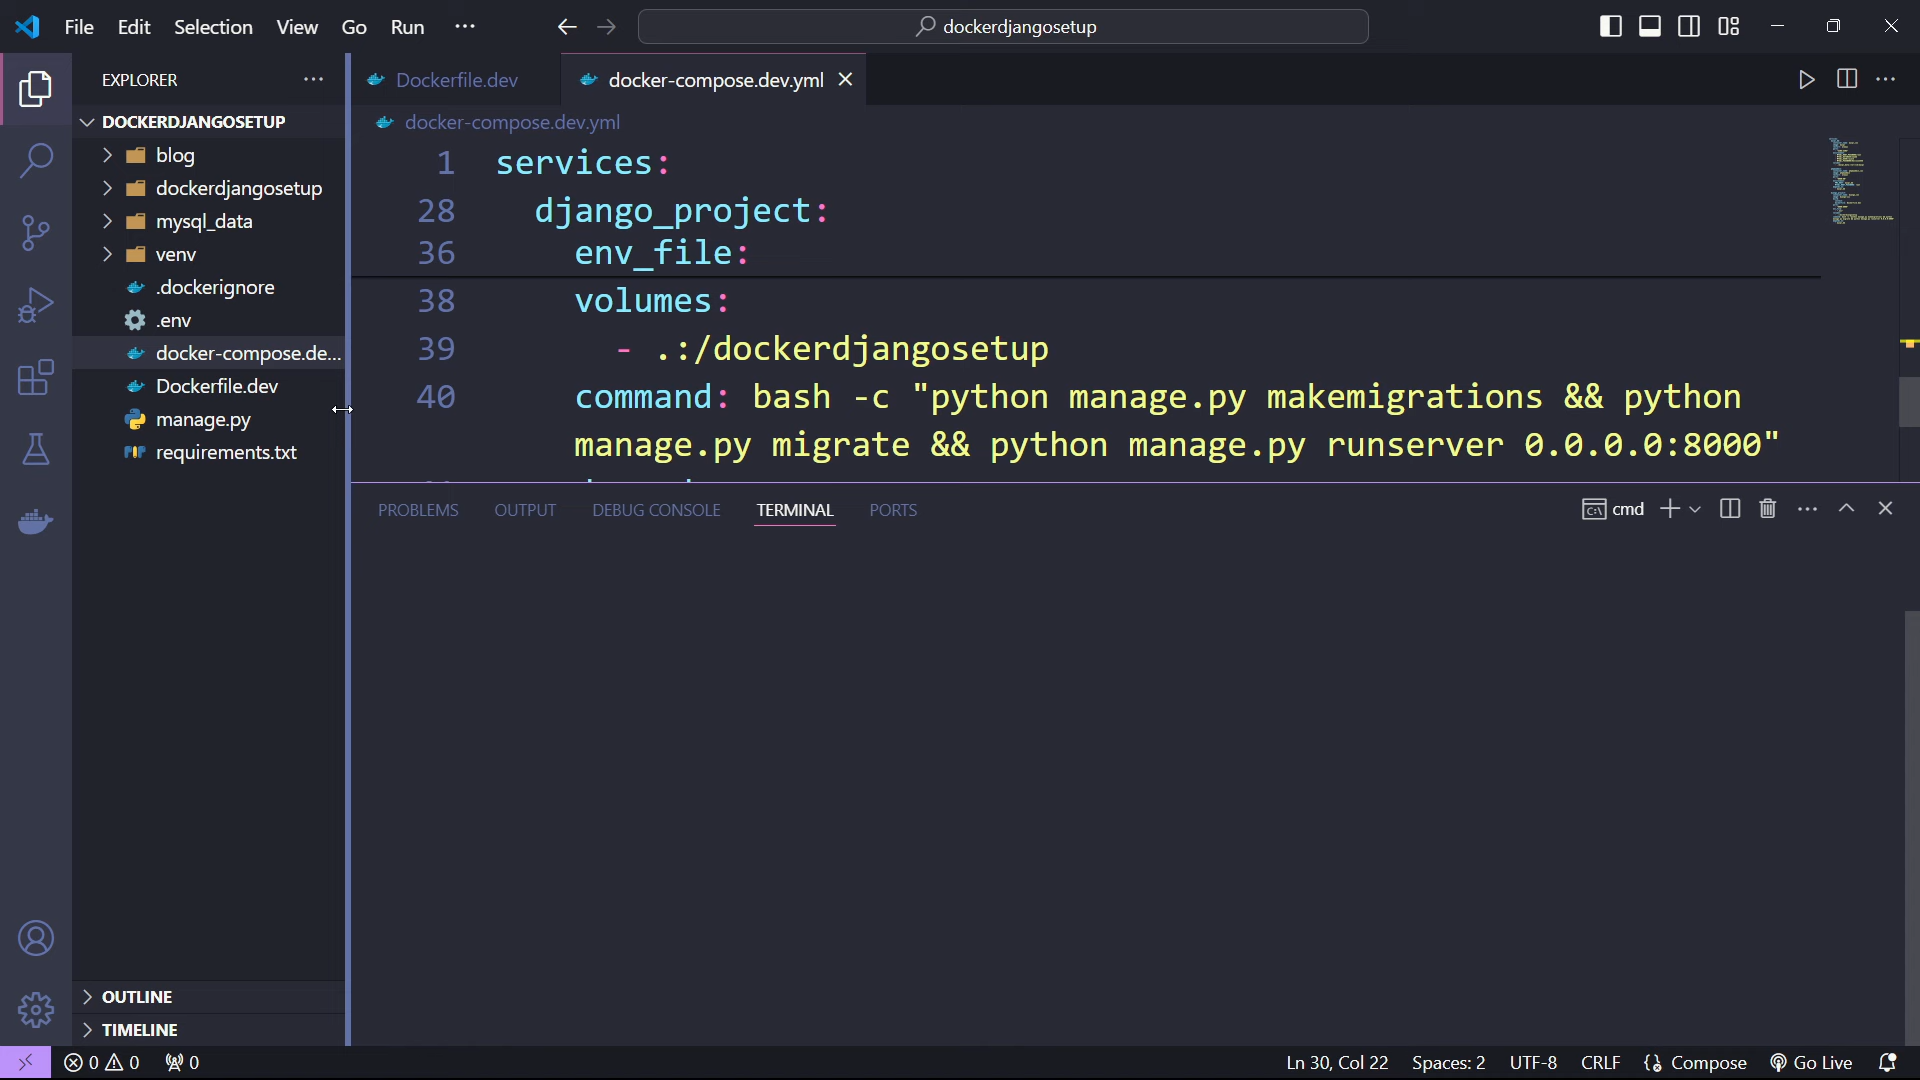 File Edit Selection View Go Run ···
dockerdjangosetup
EXPLORER
DOCKERDJANGOSETUP
blog
dockerdjangosetup
mysql_data
venv
.dockerignore
.env
docker-compose.de...
Dockerfile.dev
manage.py
requirements.txt
OUTLINE
TIMELINE
Dockerfile.dev
docker-compose.dev.yml
docker-compose.dev.yml
1 services:
28 django_project:
36 env_file:
38 volumes:
39 - .:/dockerdjangosetup
40 command: bash -c "python manage.py makemigrations && python
manage.py migrate && python manage.py runserver 0.0.0.0:8000"
PROBLEMS OUTPUT DEBUG CONSOLE TERMINAL PORTS
cmd
0 0 0
Ln 30, Col 22 Spaces: 2 UTF-8 CRLF Compose Go Live